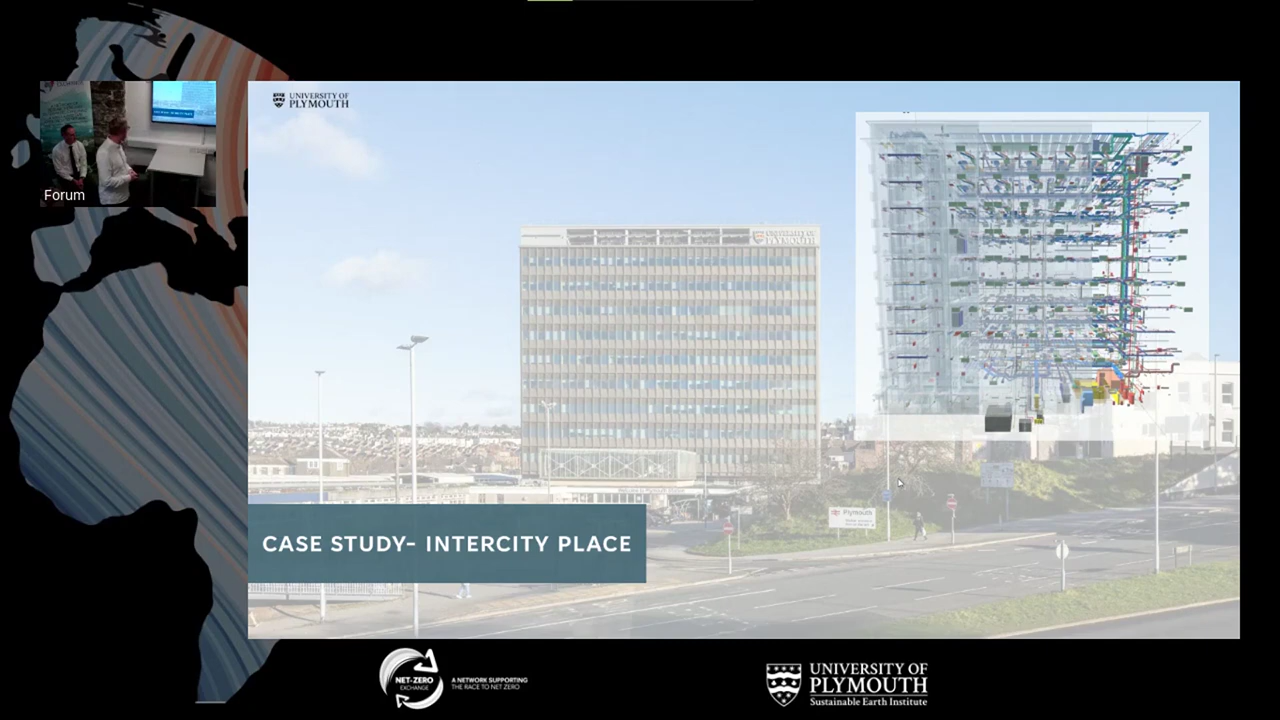 UNIVERSITY OF
PLYMOUTH
Forum
UNIVERSITY OF
PLYMOUTH
Plymouth
CASE STUDY- INTERCITY PLACE
NET-ZERO
EXCHANGE
A NETWORK SUPPORTING
THE RACE TO NET ZERO
UNIVERSITY OF
PLYMOUTH
Sustainable Earth Institute